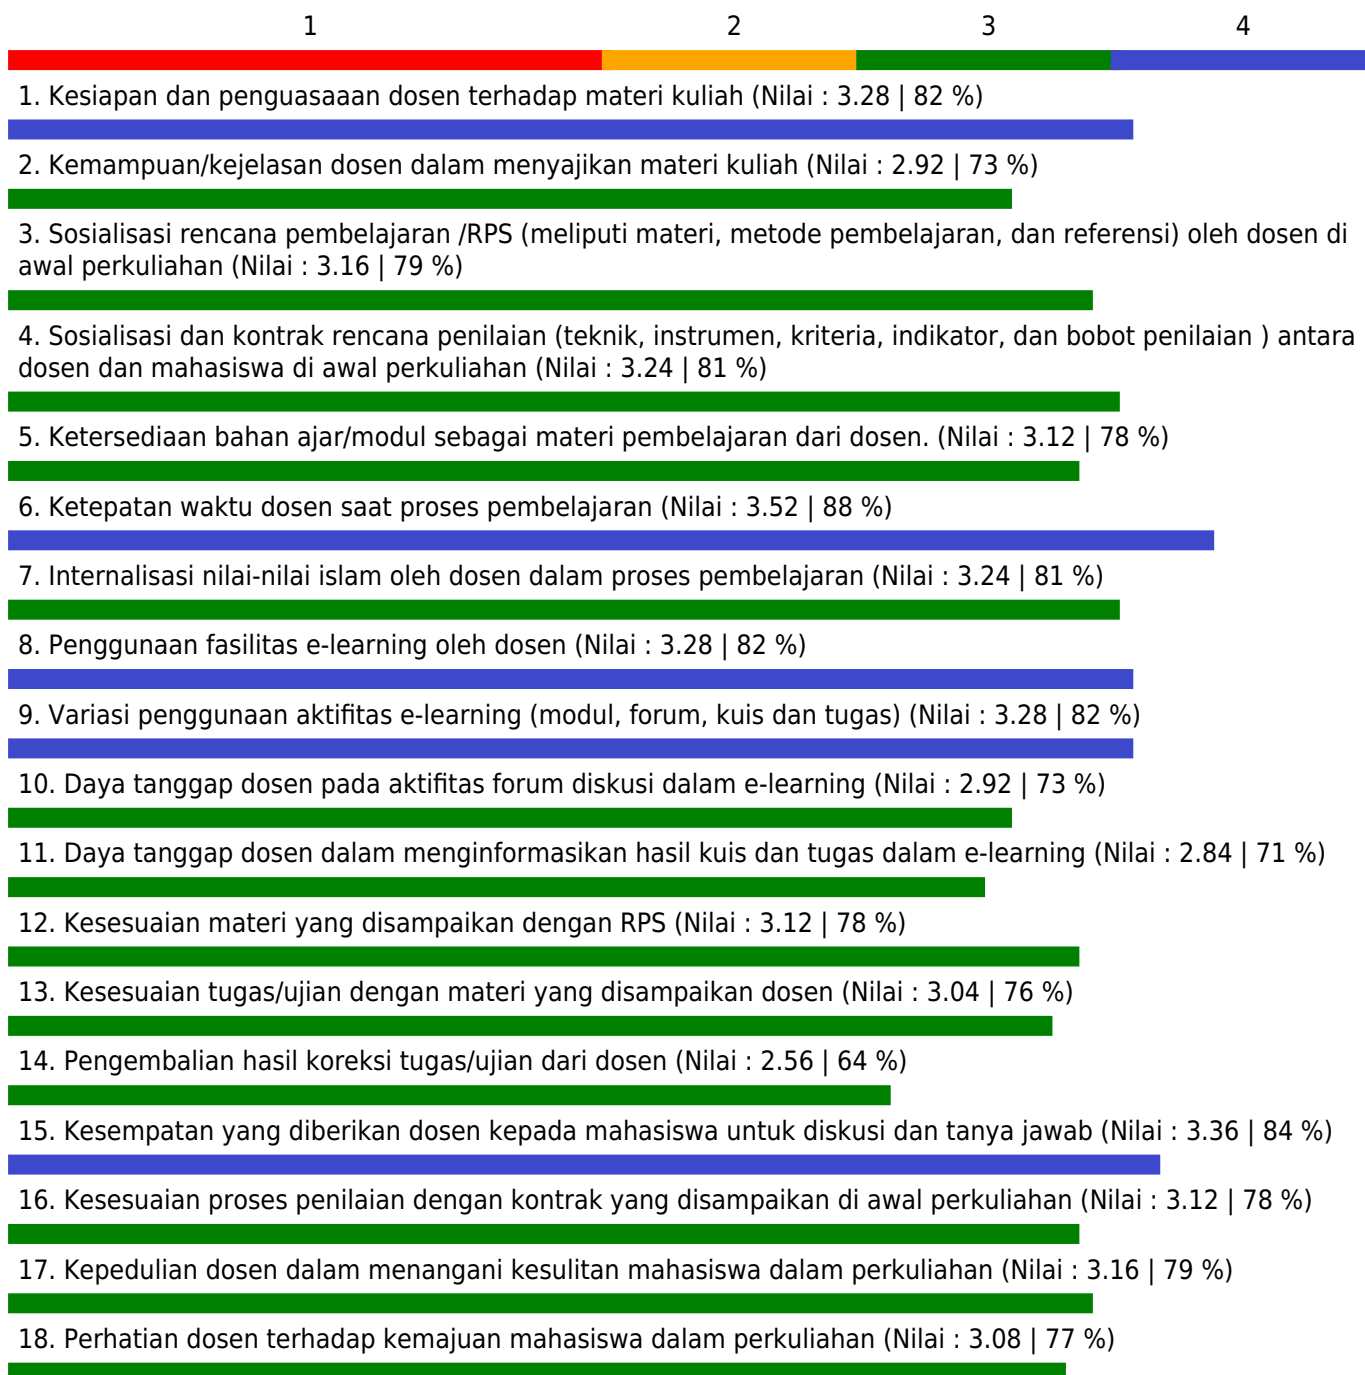 1 2 3 4
1. Kesiapan dan penguasaaan dosen terhadap materi kuliah (Nilai : 3.28 | 82 %)
2. Kemampuan/kejelasan dosen dalam menyajikan materi kuliah (Nilai : 2.92 | 73 %)
3. Sosialisasi rencana pembelajaran /RPS (meliputi materi, metode pembelajaran, dan referensi) oleh dosen di
awal perkuliahan (Nilai : 3.16 | 79 %)
4. Sosialisasi dan kontrak rencana penilaian (teknik, instrumen, kriteria, indikator, dan bobot penilaian ) antara
dosen dan mahasiswa di awal perkuliahan (Nilai : 3.24 | 81 %)
5. Ketersediaan bahan ajar/modul sebagai materi pembelajaran dari dosen. (Nilai : 3.12 | 78 %)
6. Ketepatan waktu dosen saat proses pembelajaran (Nilai : 3.52 | 88 %)
7. Internalisasi nilai-nilai islam oleh dosen dalam proses pembelajaran (Nilai : 3.24 | 81 %)
8. Penggunaan fasilitas e-learning oleh dosen (Nilai : 3.28 | 82 %)
9. Variasi penggunaan aktifitas e-learning (modul, forum, kuis dan tugas) (Nilai : 3.28 | 82 %)
10. Daya tanggap dosen pada aktifitas forum diskusi dalam e-learning (Nilai : 2.92 | 73 %)
11. Daya tanggap dosen dalam menginformasikan hasil kuis dan tugas dalam e-learning (Nilai : 2.84 | 71 %)
12. Kesesuaian materi yang disampaikan dengan RPS (Nilai : 3.12 | 78 %)
13. Kesesuaian tugas/ujian dengan materi yang disampaikan dosen (Nilai : 3.04 | 76 %)
14. Pengembalian hasil koreksi tugas/ujian dari dosen (Nilai : 2.56 | 64 %)
15. Kesempatan yang diberikan dosen kepada mahasiswa untuk diskusi dan tanya jawab (Nilai : 3.36 | 84 %)
16. Kesesuaian proses penilaian dengan kontrak yang disampaikan di awal perkuliahan (Nilai : 3.12 | 78 %)
17. Kepedulian dosen dalam menangani kesulitan mahasiswa dalam perkuliahan (Nilai : 3.16 | 79 %)
18. Perhatian dosen terhadap kemajuan mahasiswa dalam perkuliahan (Nilai : 3.08 | 77 %)